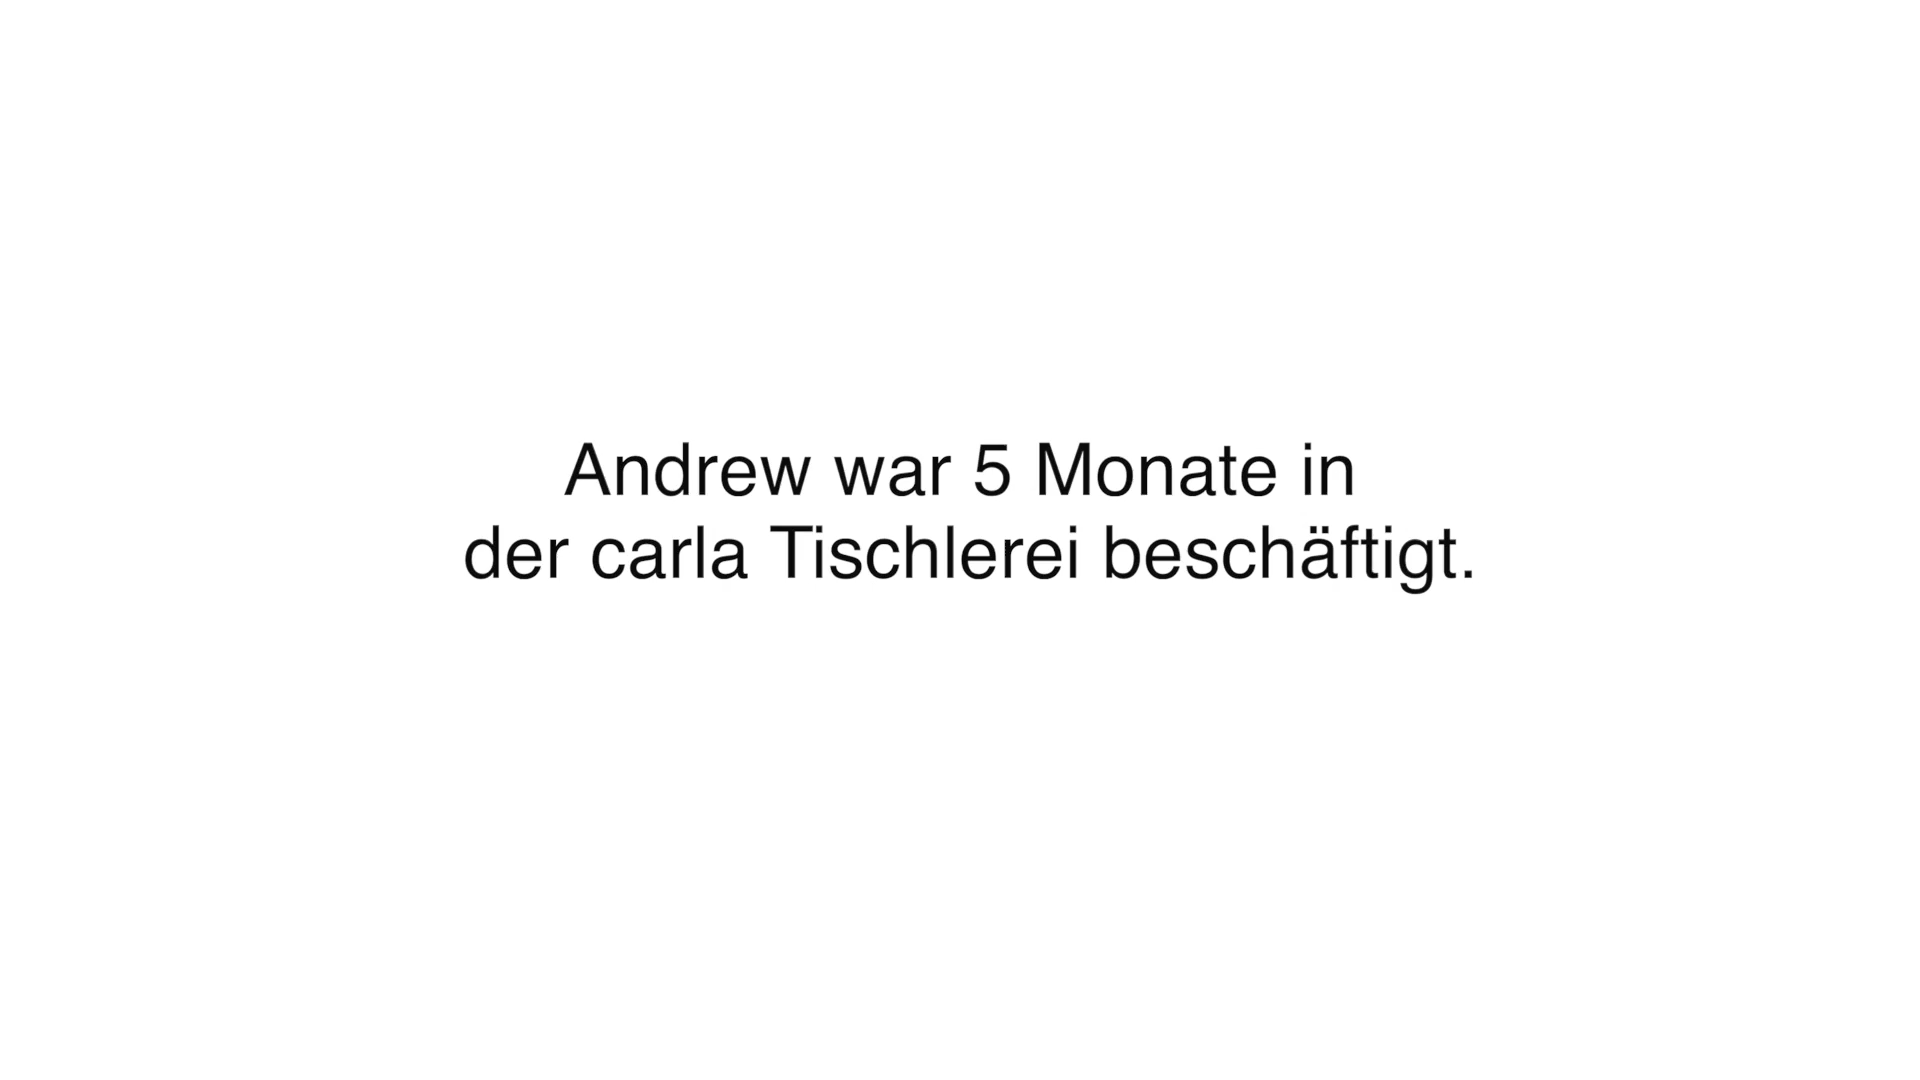 Andrew war 5 Monate in
der carla Tischlerei beschäftigt.